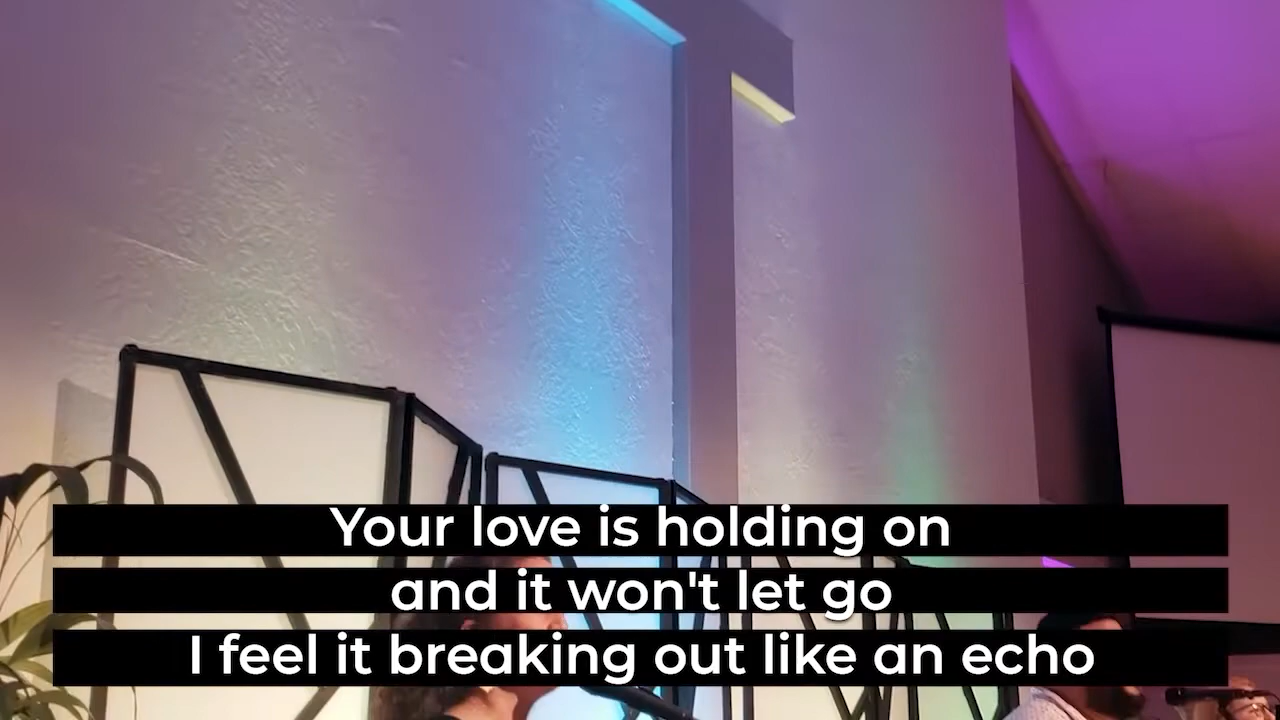 Your love is holding on
and it won't let go
I feel it breaking out like an echo